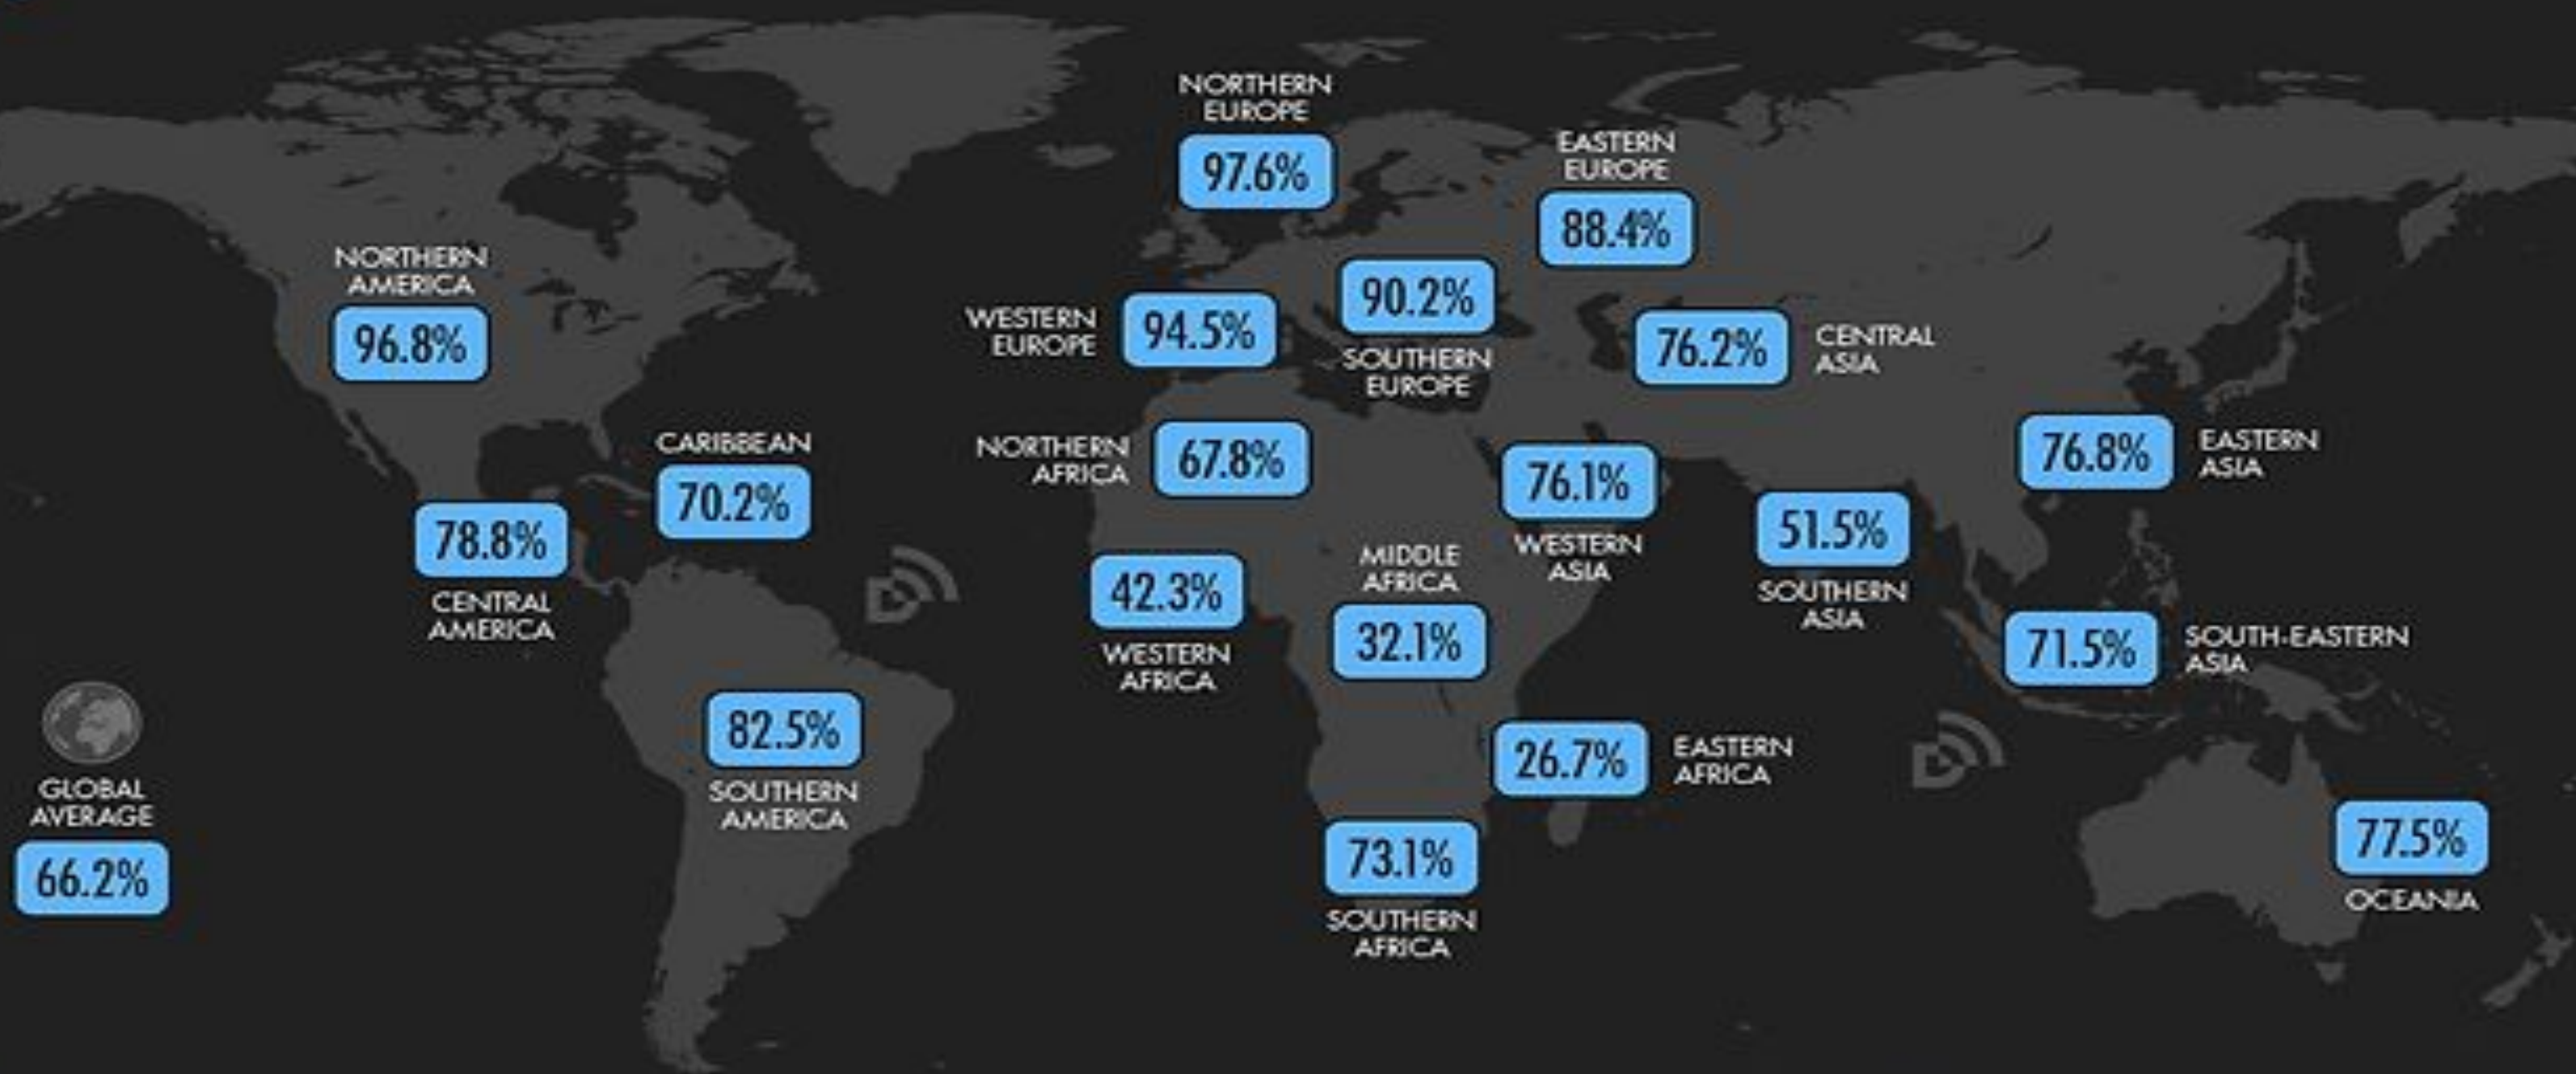 NORTHERN
EUROPE
97.6%
EASTERN
EUROPE
88.4%
NORTHERN
AMERICA
96.8%
WESTERN
EUROPE
94.5%
90.2%
SOUTHERN
EUROPE
76.2%
CENTRAL
ASIA
CARIBBEAN
70.2%
NORTHERN
AFRICA
67.8%
76.1%
WESTERN
ASIA
76.8%
EASTERN
ASIA
78.8%
CENTRAL
AMERICA
51.5%
SOUTHERN
ASIA
42.3%
WESTERN
AFRICA
MIDDLE
AFRICA
32.1%
71.5%
SOUTH-EASTERN
ASIA
82.5%
SOUTHERN
AMERICA
26.7%
EASTERN
AFRICA
GLOBAL
AVERAGE
66.2%
73.1%
SOUTHERN
AFRICA
77.5%
OCEANIA